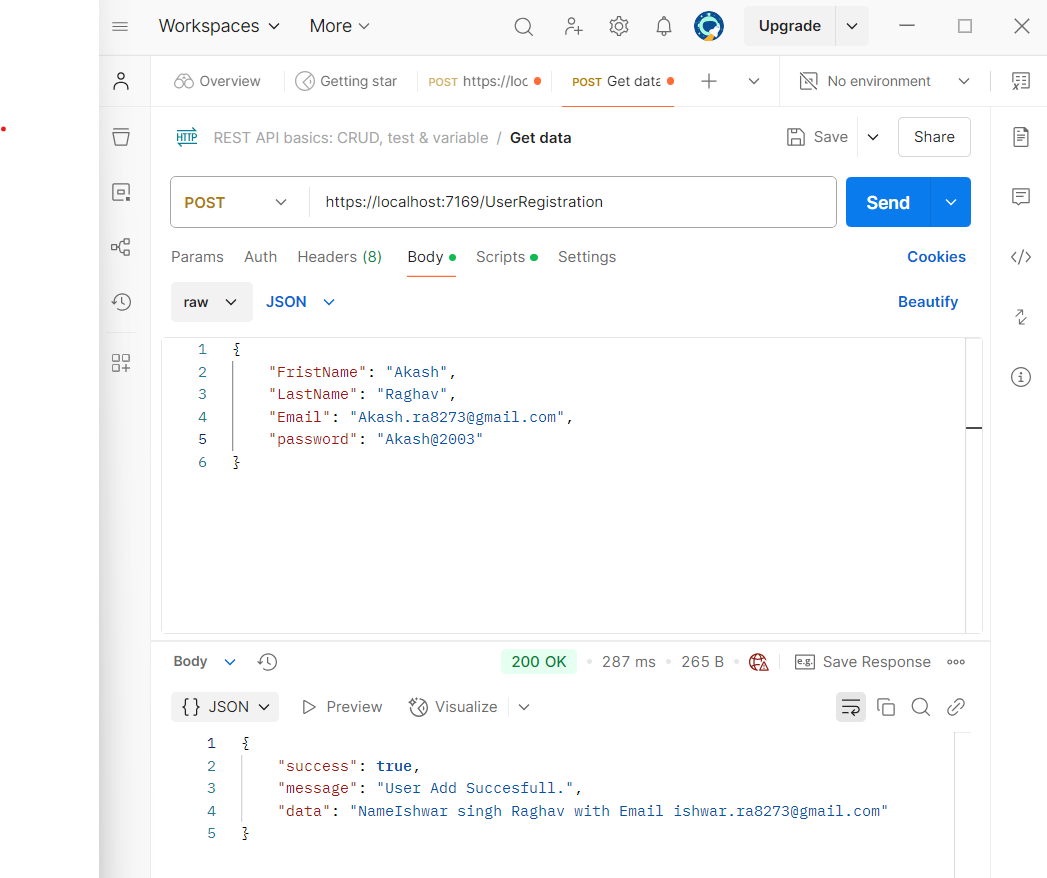 Workspaces More Upgrade
Overview Getting star POST https://loc POST Get data No environment
HTTP REST API basics: CRUD, test & variable / Get data Save Share
POST https://localhost:7169/UserRegistration Send
Params Auth Headers (8) Body Scripts Settings Cookies
raw JSON Beautify
1 {
2 "FristName": "Akash",
3 "LastName": "Raghav",
4 "Email": "Akash.ra8273@gmail.com",
5 "password": "Akash@2003"
6 }
Body 200 OK 287 ms 265 B e.g. Save Response
{} JSON Preview Visualize
1 {
2 "success": true,
3 "message": "User Add Succesfull.",
4 "data": "NameIshwar singh Raghav with Email ishwar.ra8273@gmail.com"
5 }